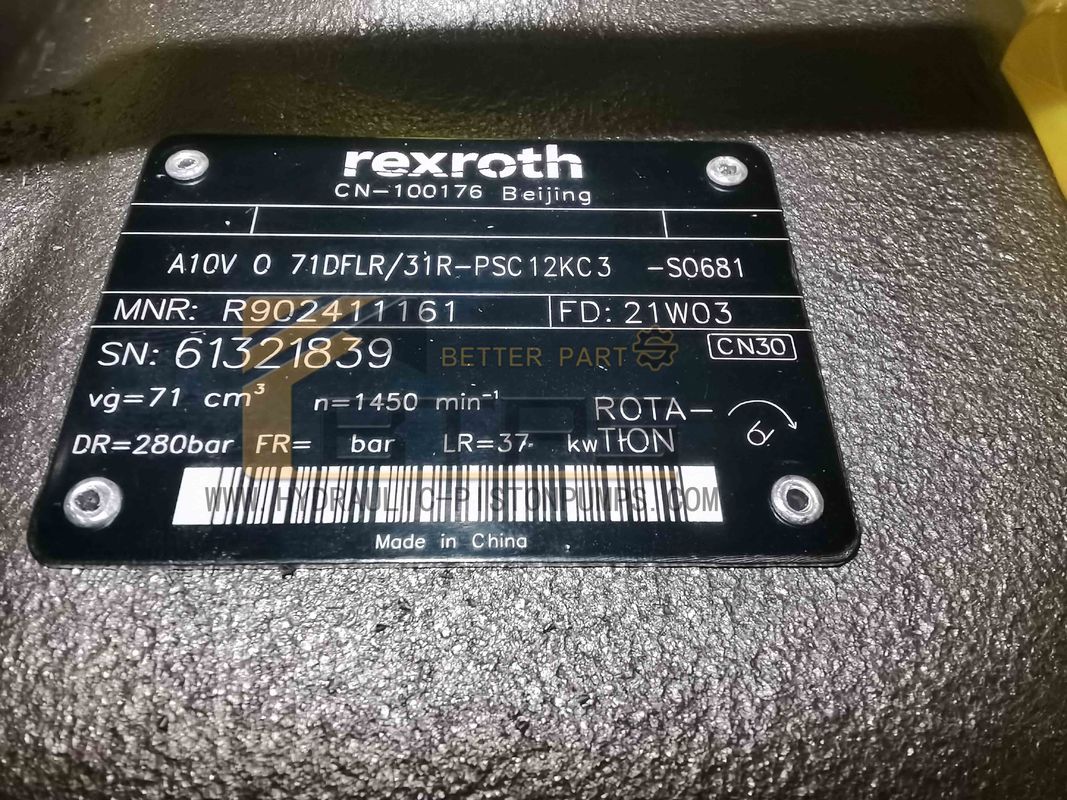 rexroth
CN-100176 Beijing
A10V O 71DFLR/31R-PSC12KC3 -S0681
MNR: R902411161 FD: 21W03
SN: 61321839 CN30
BETTER PART
vg=71 cm³ n=1450 min⁻¹
ROTA-
TION
DR=280bar FR= bar LR=37 kw
WWW.HYDRAULIC-PISTONPUMPS.COM
Made in China